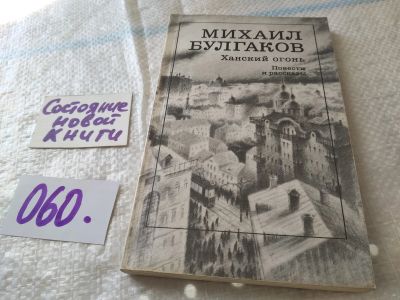 Состояние
новой
книги
060.
МИХАИЛ
БУЛГАКОВ
Ханский огонь
Повести
и рассказы